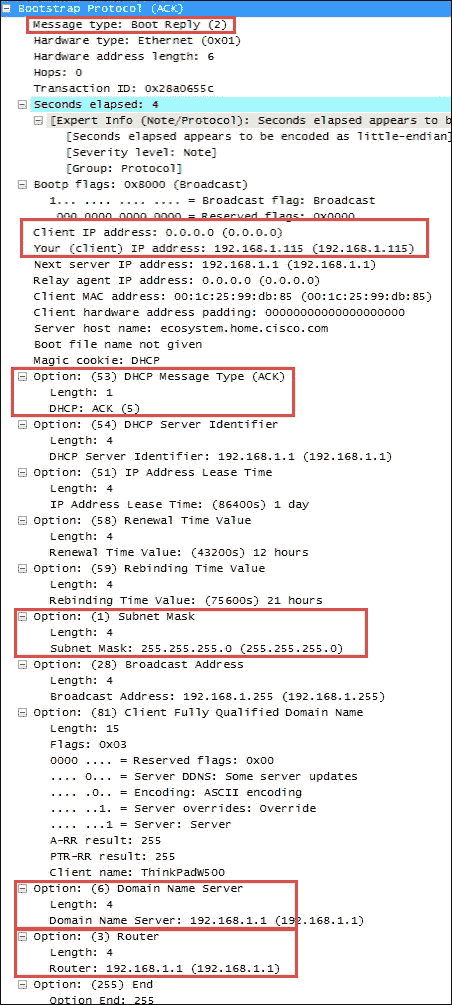 Bootstrap Protocol (ACK)
Message type: Boot Reply (2)
Hardware type: Ethernet (0x01)
Hardware address length: 6
Hops: 0
Transaction ID: 0x28a0655c
Seconds elapsed: 4
[Expert Info (Note/Protocol): Seconds elapsed appears to b
[Seconds elapsed appears to be encoded as little-endian]
[Severity level: Note]
[Group: Protocol]
Bootp flags: 0x8000 (Broadcast)
1... .... .... .... = Broadcast flag: Broadcast
.000 0000 0000 0000 = Reserved flags: 0x0000
Client IP address: 0.0.0.0 (0.0.0.0)
Your (client) IP address: 192.168.1.115 (192.168.1.115)
Next server IP address: 192.168.1.1 (192.168.1.1)
Relay agent IP address: 0.0.0.0 (0.0.0.0)
Client MAC address: 00:1c:25:99:db:85 (00:1c:25:99:db:85)
Client hardware address padding: 00000000000000000000
Server host name: ecosystem.home.cisco.com
Boot file name not given
Magic cookie: DHCP
Option: (53) DHCP Message Type (ACK)
Length: 1
DHCP: ACK (5)
Option: (54) DHCP Server Identifier
Length: 4
DHCP Server Identifier: 192.168.1.1 (192.168.1.1)
Option: (51) IP Address Lease Time
Length: 4
IP Address Lease Time: (86400s) 1 day
Option: (58) Renewal Time Value
Length: 4
Renewal Time Value: (43200s) 12 hours
Option: (59) Rebinding Time Value
Length: 4
Rebinding Time Value: (75600s) 21 hours
Option: (1) Subnet Mask
Length: 4
Subnet Mask: 255.255.255.0 (255.255.255.0)
Option: (28) Broadcast Address
Length: 4
Broadcast Address: 192.168.1.255 (192.168.1.255)
Option: (81) Client Fully Qualified Domain Name
Length: 15
Flags: 0x03
0000 .... = Reserved flags: 0x00
.... 0... = Server DDNS: Some server updates
.... .0.. = Encoding: ASCII encoding
.... ..1. = Server overrides: Override
.... ...1 = Server: Server
A-RR result: 255
PTR-RR result: 255
Client name: ThinkPadW500
Option: (6) Domain Name Server
Length: 4
Domain Name Server: 192.168.1.1 (192.168.1.1)
Option: (3) Router
Length: 4
Router: 192.168.1.1 (192.168.1.1)
Option: (255) End
Option End: 255